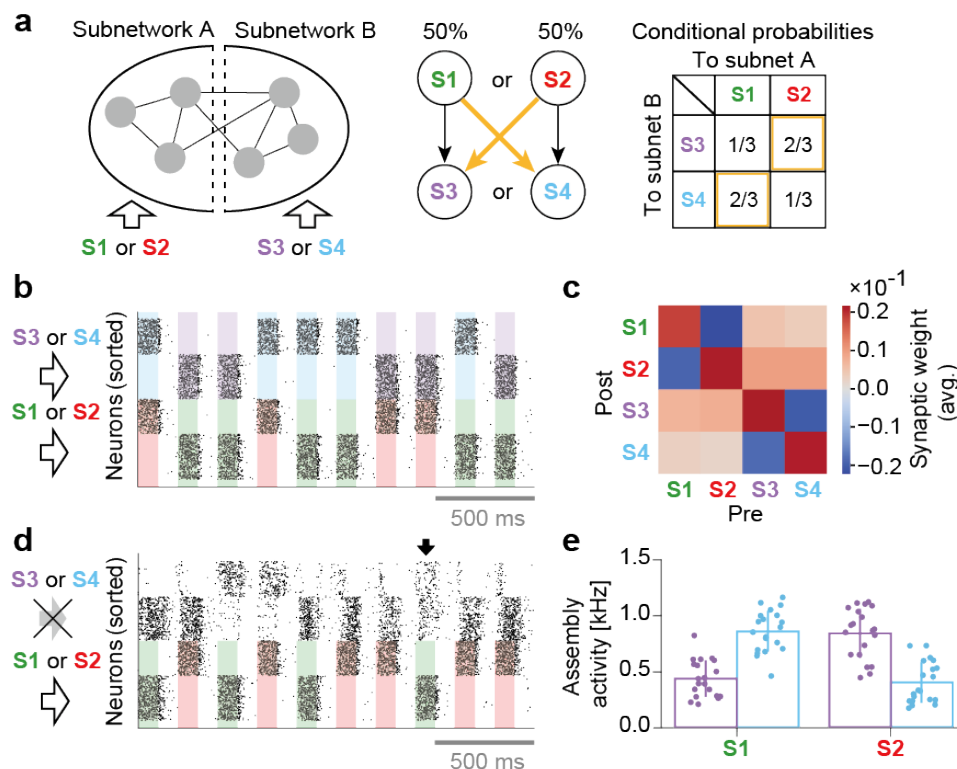 a
Subnetwork A
Subnetwork B
S1 or S2
S3 or S4
50%
50%
S1 or S2
S3 or S4
Conditional probabilities
To subnet A
To subnet B
S1 S2
S3 1/3 2/3
S4 2/3 1/3
b
S3 or S4
S1 or S2
Neurons (sorted)
500 ms
c
Post
S1
S2
S3
S4
S1 S2 S3 S4
Pre
×10⁻¹
0.2
0.1
0.0
−0.1
−0.2
Synaptic weight
(avg.)
d
S3 or S4
S1 or S2
Neurons (sorted)
500 ms
e
Assembly
activity [kHz]
1.5
1.0
0.5
0.0
S1 S2